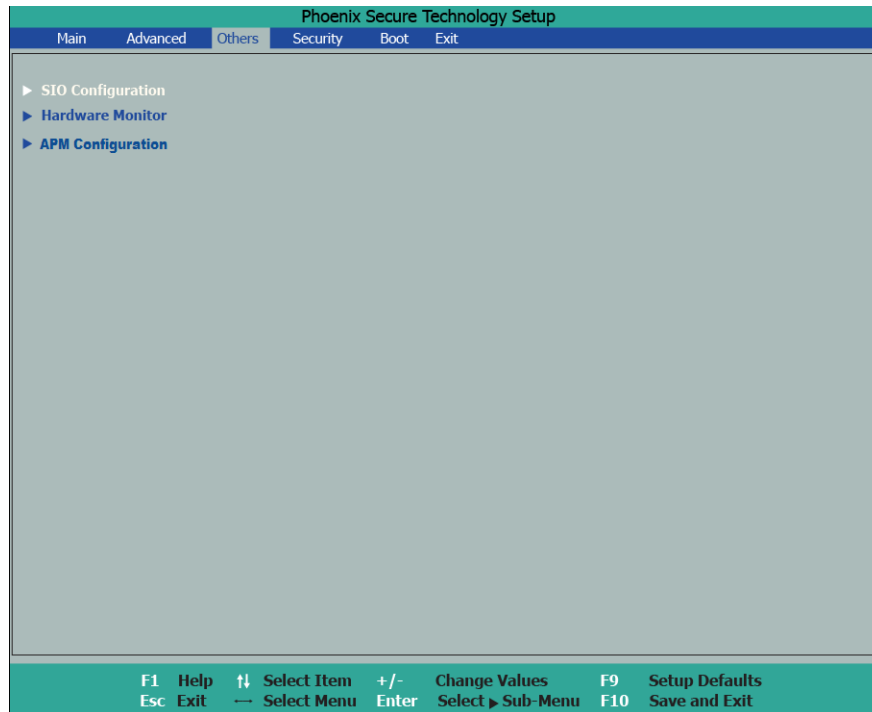 Phoenix Secure Technology Setup
Main Advanced Others Security Boot Exit
▶ SIO Configuration
▶ Hardware Monitor
▶ APM Configuration
F1 Help ↑↓ Select Item +/- Change Values F9 Setup Defaults
Esc Exit ↔ Select Menu Enter Select ▶ Sub-Menu F10 Save and Exit